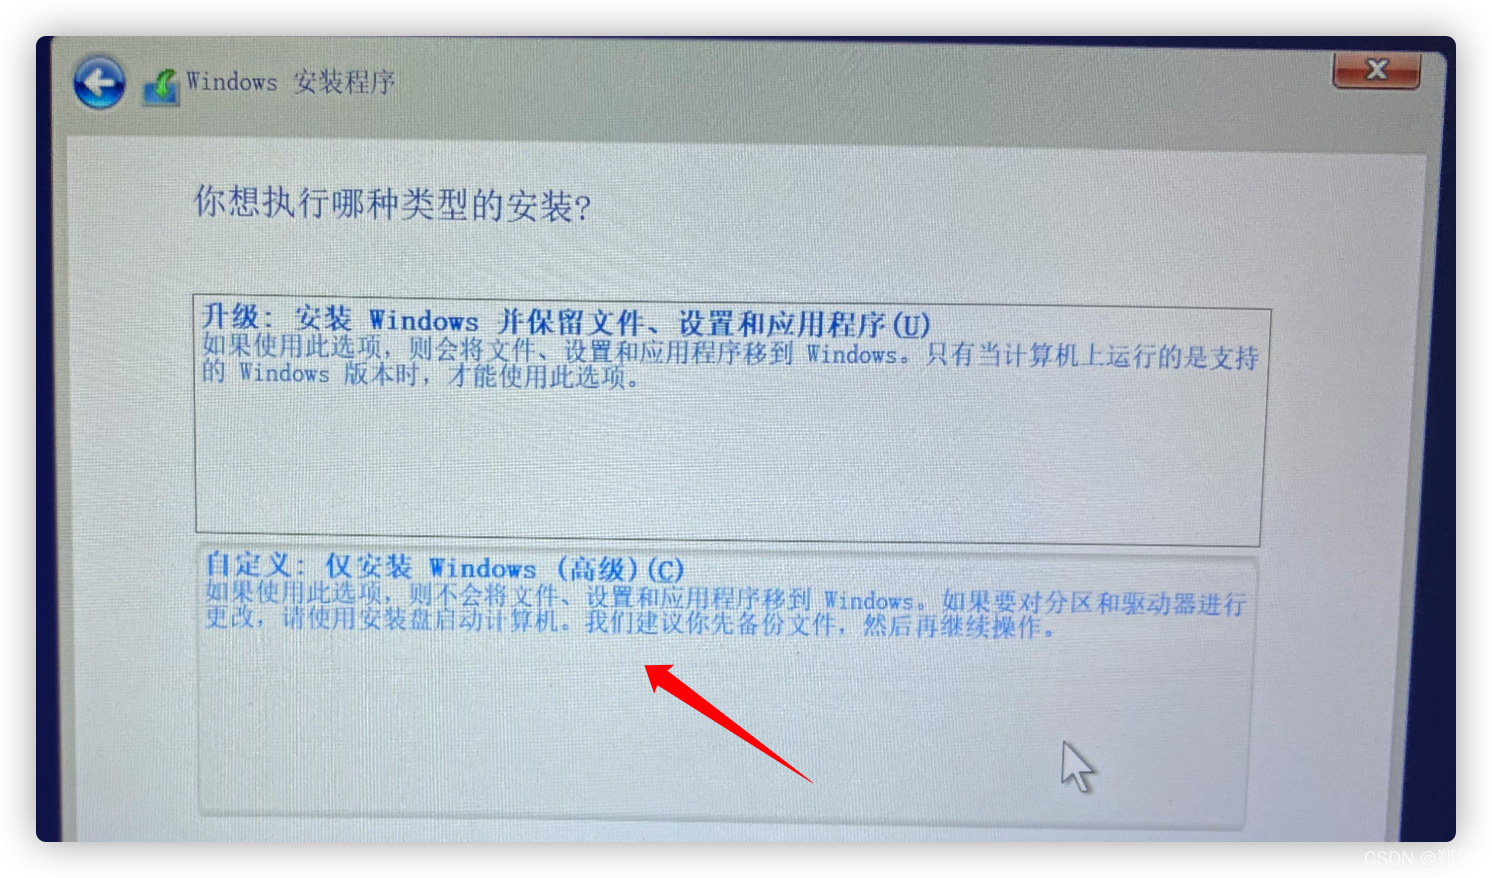 Windows 安装程序
你想执行哪种类型的安装?
升级: 安装 Windows 并保留文件、设置和应用程序(U)
如果使用此选项, 则会将文件、设置和应用程序移到 Windows。只有当计算机上运行的是支持
的 Windows 版本时, 才能使用此选项。
自定义: 仅安装 Windows (高级)(C)
如果使用此选项, 则不会将文件、设置和应用程序移到 Windows。如果要对分区和驱动器进行
更改, 请使用安装盘启动计算机。我们建议你先备份文件, 然后再继续操作。
CSDN